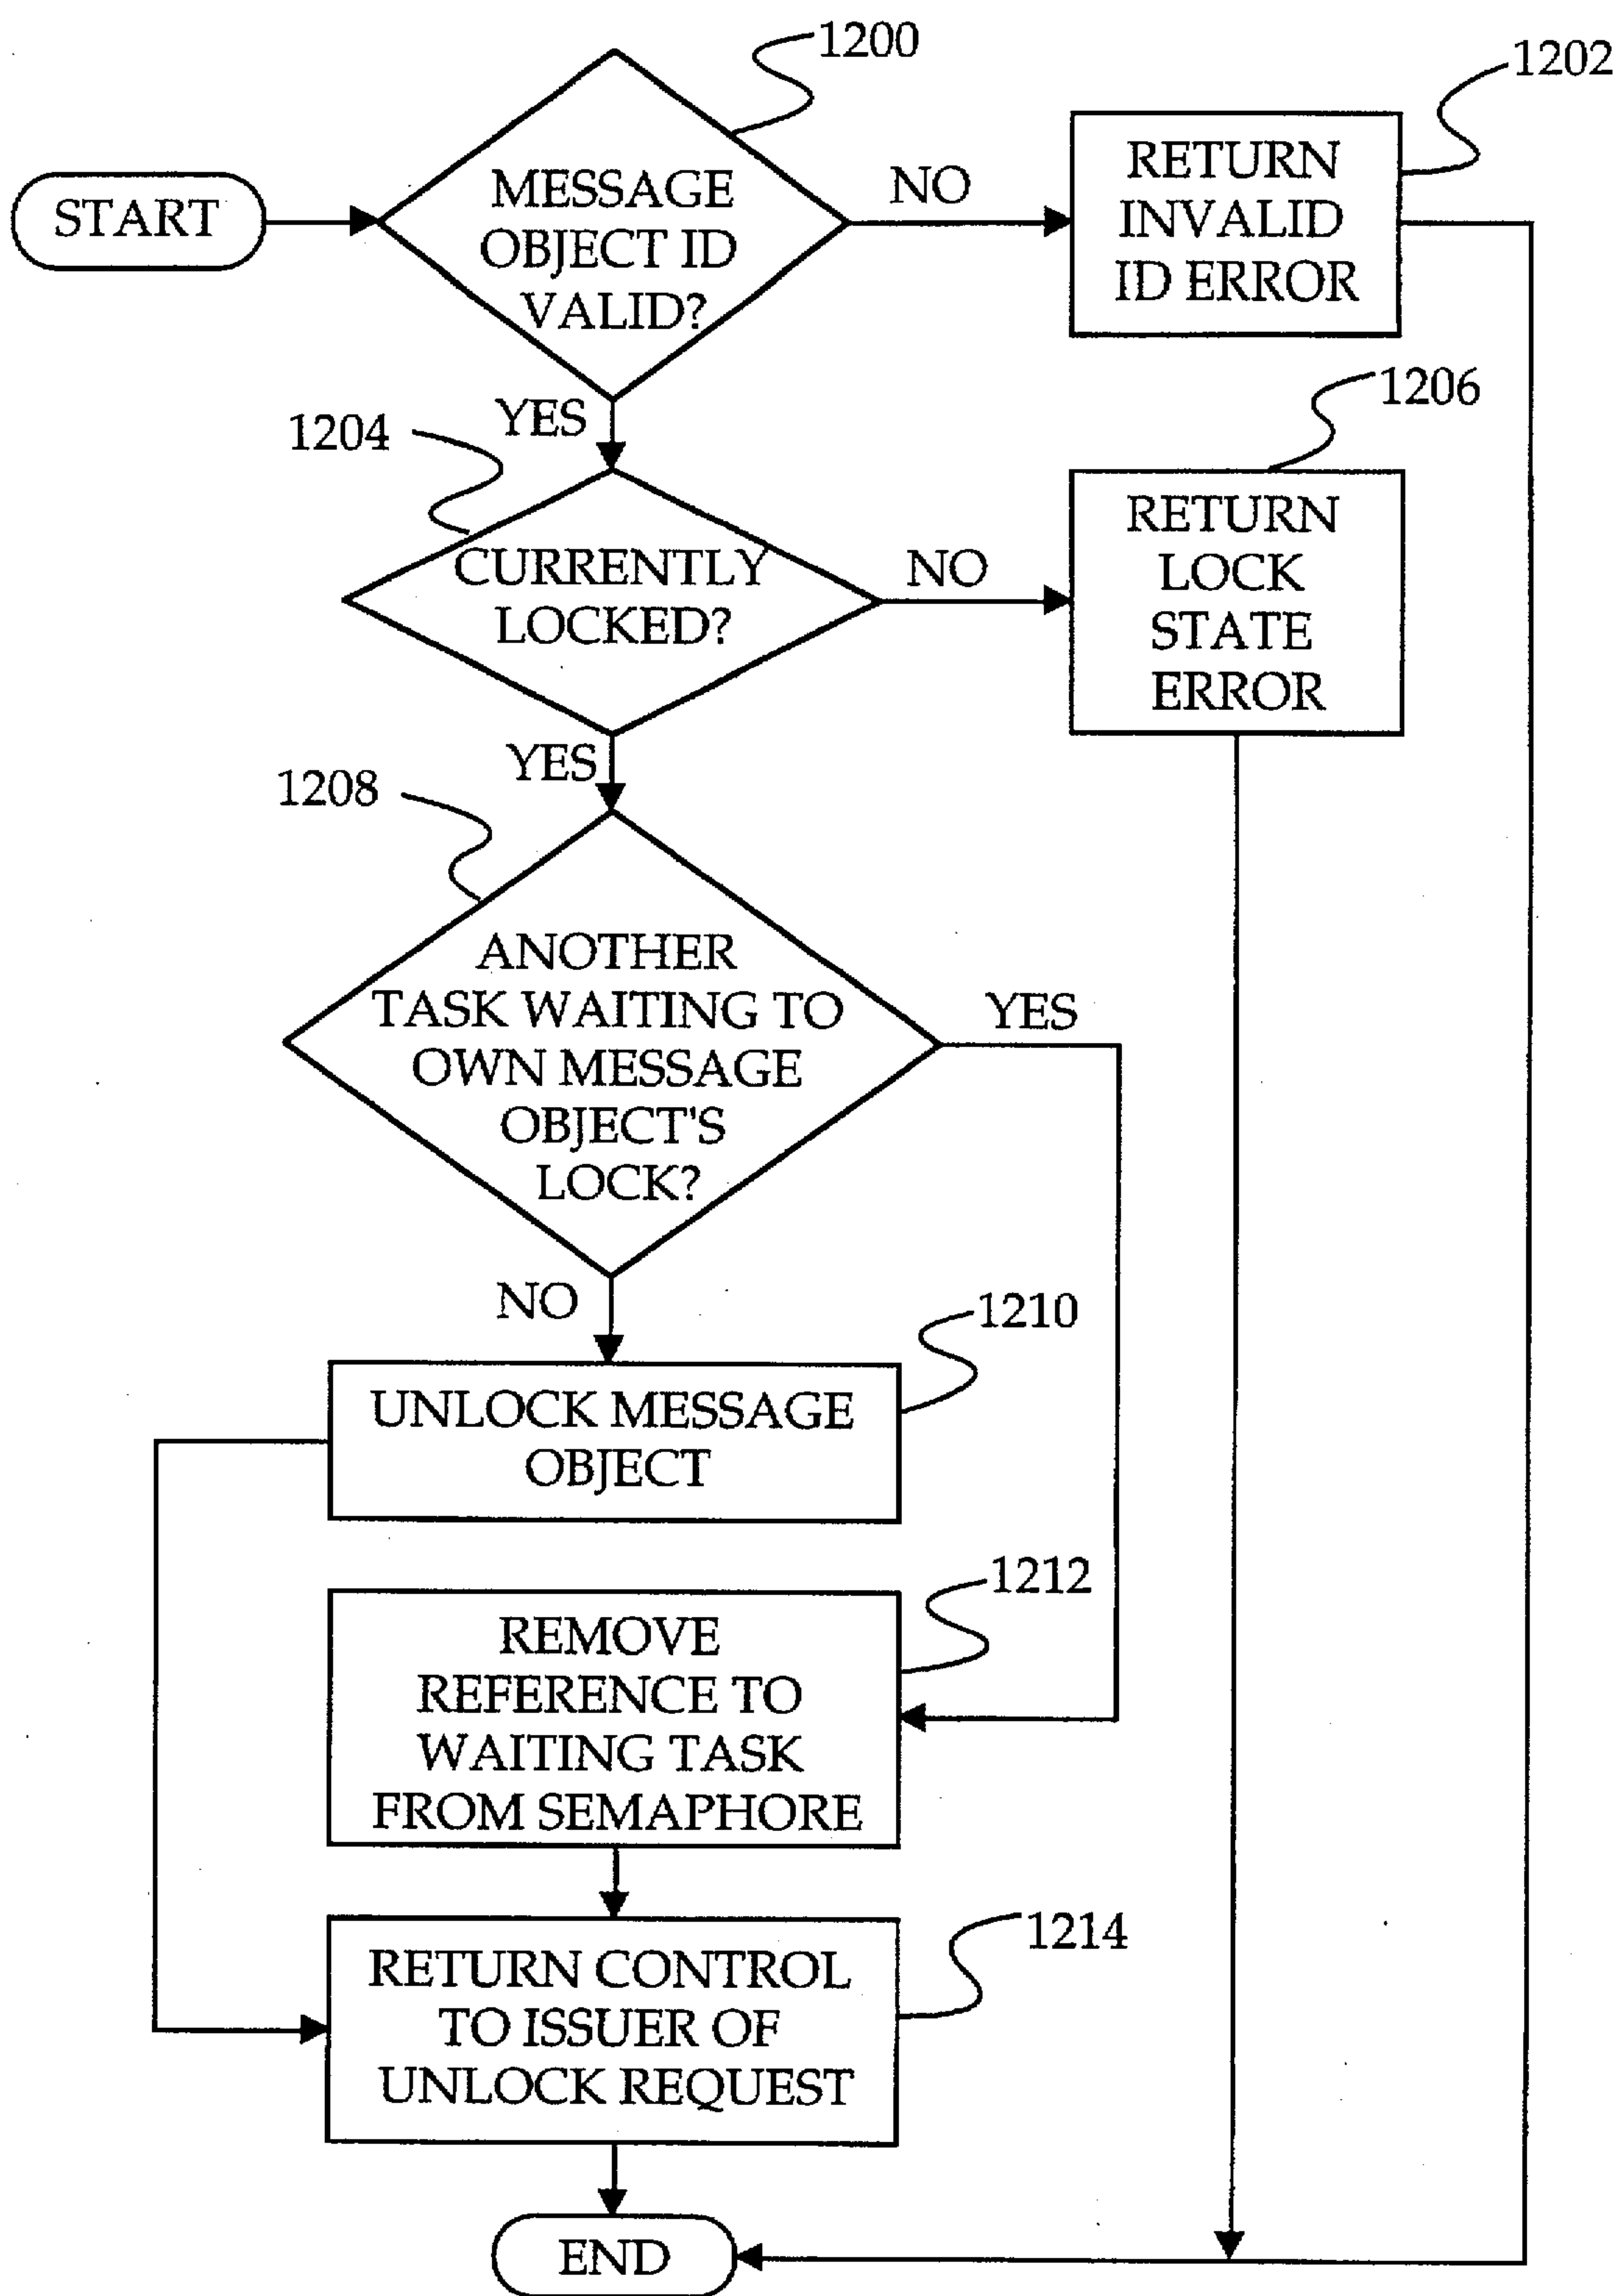 1200
1202
START
MESSAGE
OBJECT ID
VALID?
NO
RETURN
INVALID
ID ERROR
YES
1204
1206
CURRENTLY
LOCKED?
NO
RETURN
LOCK
STATE
ERROR
YES
1208
ANOTHER
TASK WAITING TO
OWN MESSAGE
OBJECT'S
LOCK?
YES
NO
1210
UNLOCK MESSAGE
OBJECT
1212
REMOVE
REFERENCE TO
WAITING TASK
FROM SEMAPHORE
1214
RETURN CONTROL
TO ISSUER OF
UNLOCK REQUEST
END